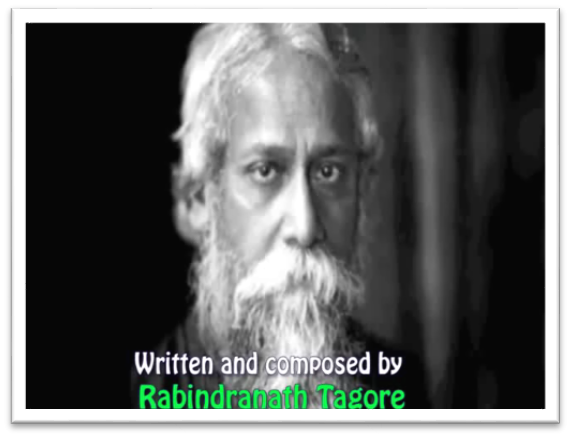 Written and composed by
Rabindranath Tagore